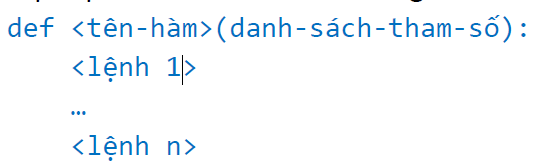 def <tên-hàm>(danh-sách-tham-số):
<lệnh 1>
…
<lệnh n>